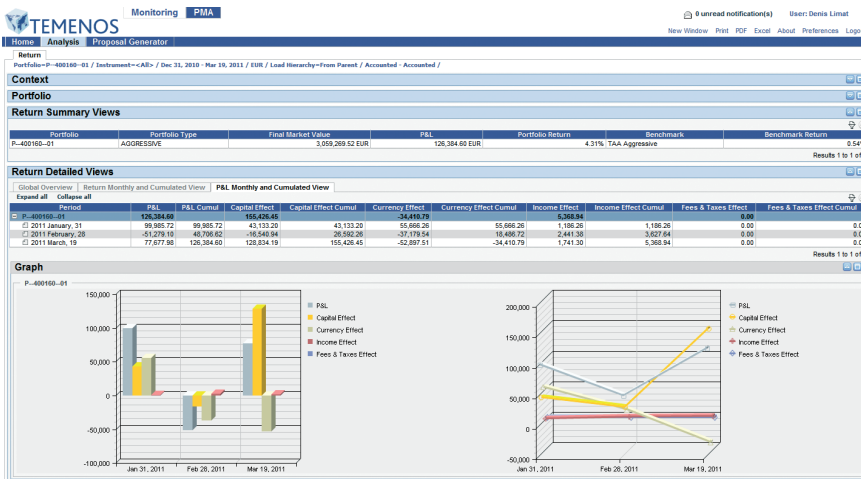 Monitoring PMA
0 unread notification(s) User: Denis Limat
TEMENOS
New Window Print PDF Excel About Preferences Logo
Home Analysis Proposal Generator
Return
Portfolio=P--400160--01 / Instrument=<All> / Dec 31, 2010 - Mar 19, 2011 / EUR / Load Hierarchy=From Parent / Accounted - Accounted /
Context
Portfolio
Return Summary Views
Portfolio Portfolio Type Final Market Value P&L Portfolio Return Benchmark Benchmark Return
P--400160--01 AGGRESSIVE 3,059,269.52 EUR 126,384.60 EUR 4.31% TAA Aggressive 0.54
Results 1 to 1 of
Return Detailed Views
Global Overview Return Monthly and Cumulated View P&L Monthly and Cumulated View
Expand all Collapse all
Period P&L P&L Cumul Capital Effect Capital Effect Cumul Currency Effect Currency Effect Cumul Income Effect Income Effect Cumul Fees & Taxes Effect Fees & Taxes Effect Cumul
P--400160--01 126,384.60 155,426.45 -34,410.79 5,368.94 0.00
2011 January, 31 99,985.72 99,985.72 43,133.20 43,133.20 55,666.26 55,666.26 1,186.26 1,186.26 0.00 0.0
2011 February, 28 -51,279.10 48,706.62 -16,540.94 26,592.26 -37,179.54 18,486.72 2,441.38 3,627.64 0.00 0.0
2011 March, 19 77,677.98 126,384.60 128,834.19 155,426.45 -52,897.51 -34,410.79 1,741.30 5,368.94 0.00 0.0
Results 1 to 1 of
Graph
P--400160--01
150,000
100,000
50,000
0
-50,000
-100,000
Jan 31, 2011 Feb 28, 2011 Mar 19, 2011
P&L
Capital Effect
Currency Effect
Income Effect
Fees & Taxes Effect
200,000
150,000
100,000
50,000
0
-50,000
Jan 31, 2011 Feb 28, 2011 Mar 19, 2011
P&L
Capital Effect
Currency Effect
Income Effect
Fees & Taxes Effect